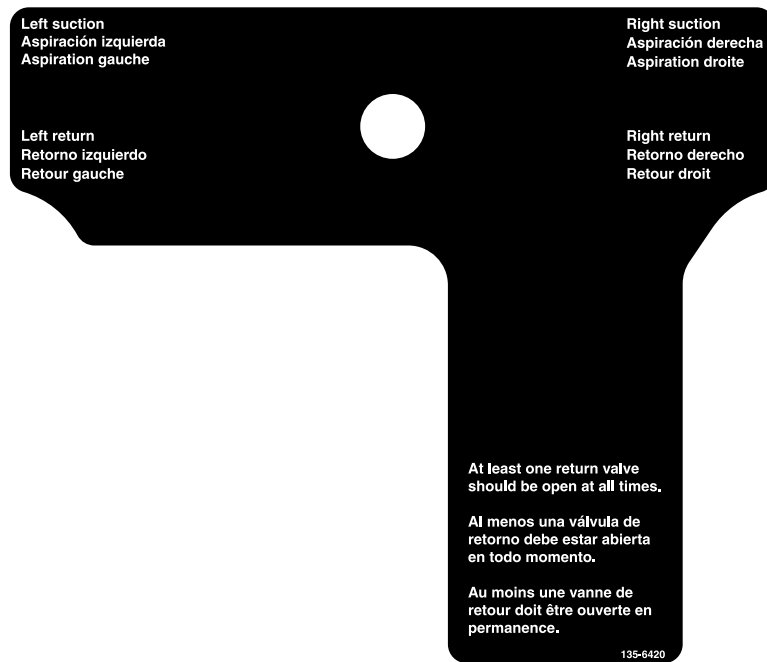 Left suction
Aspiración izquierda
Aspiration gauche
Right suction
Aspiración derecha
Aspiration droite
Left return
Retorno izquierdo
Retour gauche
Right return
Retorno derecho
Retour droit
At least one return valve
should be open at all times.
Al menos una válvula de
retorno debe estar abierta
en todo momento.
Au moins une vanne de
retour doit être ouverte en
permanence.
135-6420